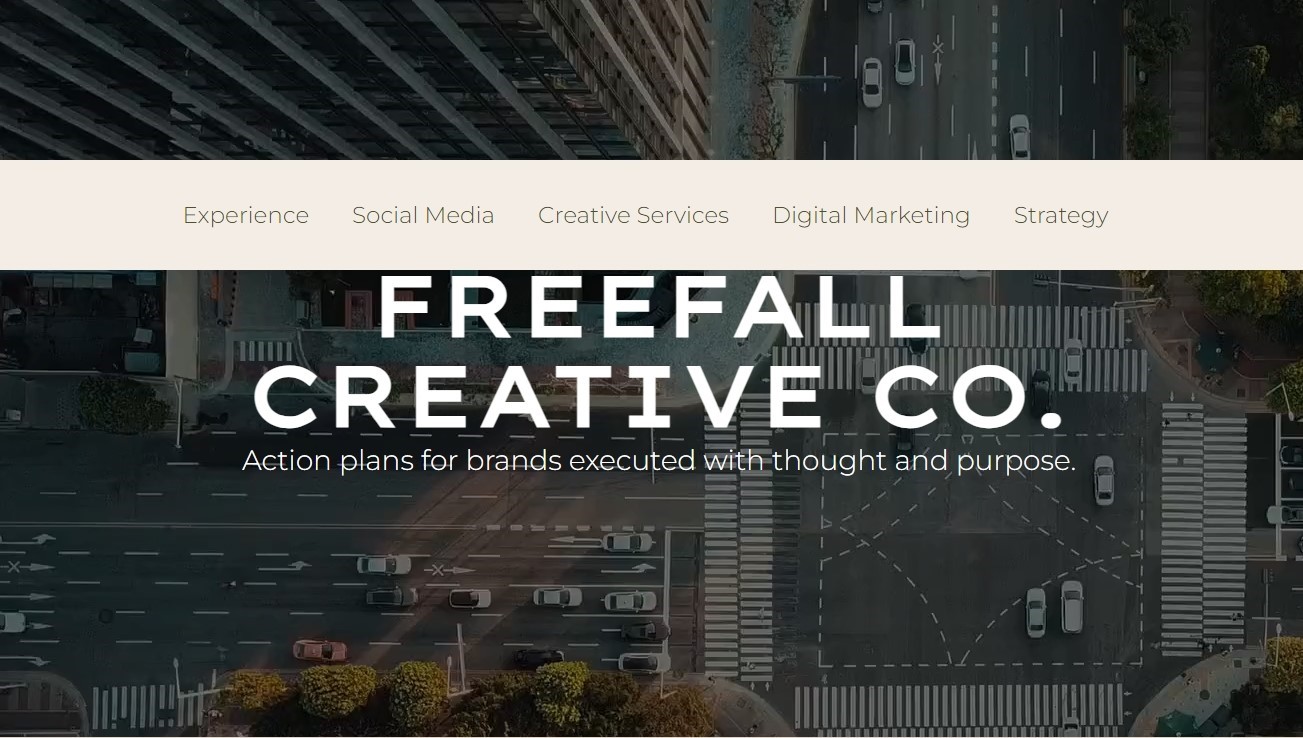 Experience Social Media Creative Services Digital Marketing Strategy
FREEFALL
CREATIVE CO.
Action plans for brands executed with thought and purpose.